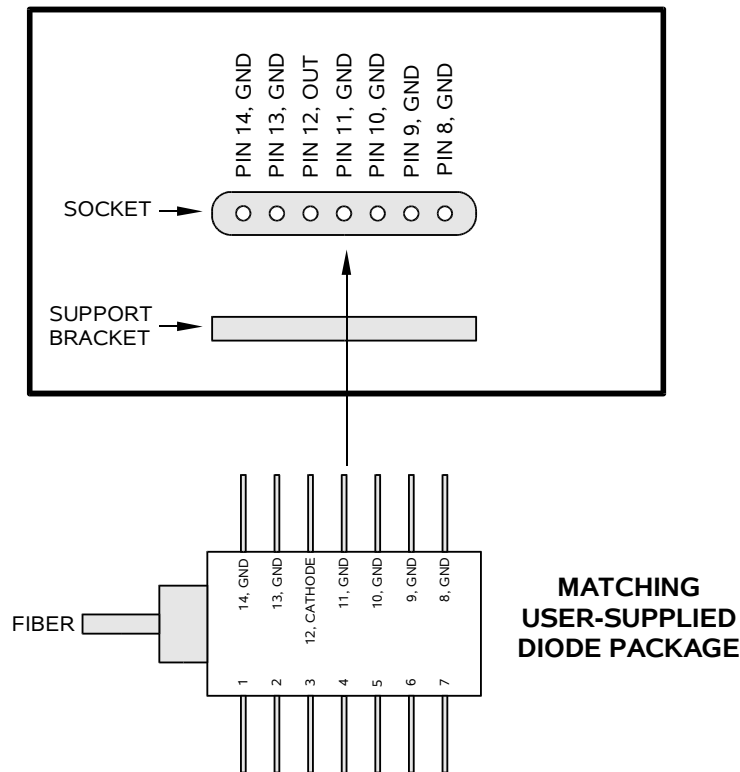 PIN 14, GND
PIN 13, GND
PIN 12, OUT
PIN 11, GND
PIN 10, GND
PIN 9, GND
PIN 8, GND
SOCKET
SUPPORT
BRACKET
14, GND
13, GND
12, CATHODE
11, GND
10, GND
9, GND
8, GND
FIBER
1
2
3
4
5
6
7
MATCHING
USER-SUPPLIED
DIODE PACKAGE